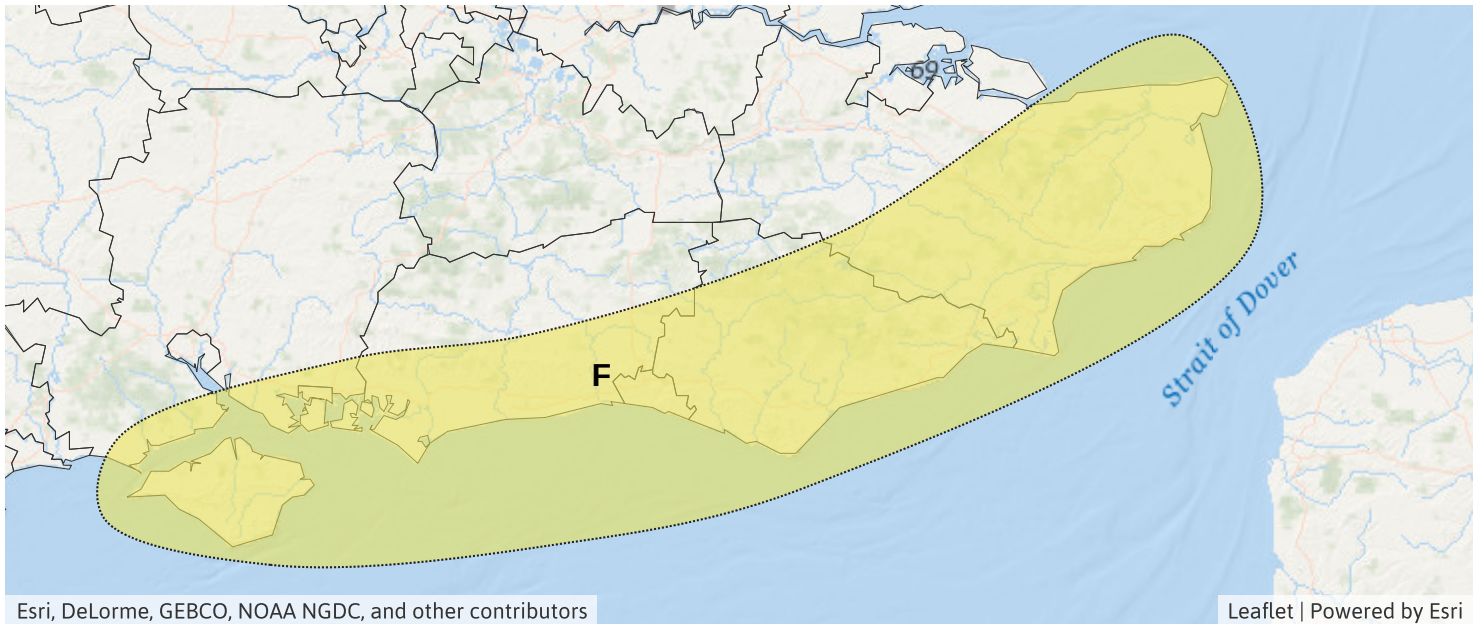 69
Strait of Dover
F
Esri, DeLorme, GEBCO, NOAA NGDC, and other contributors
Leaflet | Powered by Esri